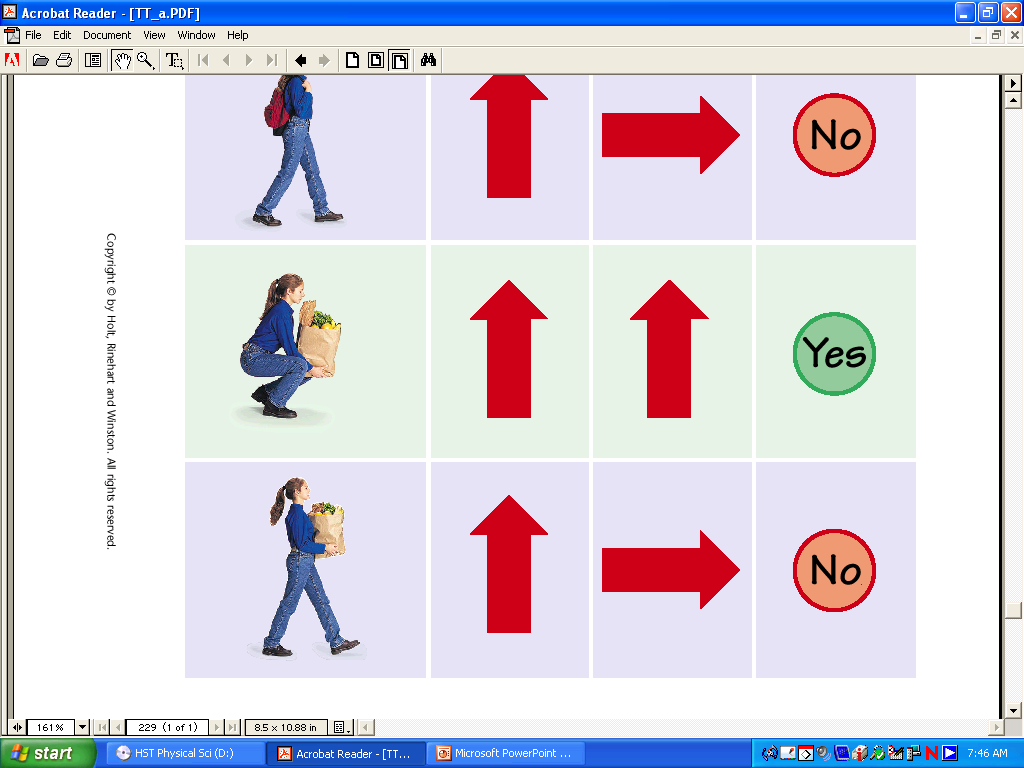 Acrobat Reader - [TT_a.PDF]
File Edit Document View Window Help
No
Copyright © by Holt, Rinehart and Winston. All rights reserved.
Yes
No
161% 229 (1 of 1) 8.5 x 10.88 in
start HST Physical Sci (D:) Acrobat Reader - [TT... Microsoft PowerPoint ... 7:46 AM